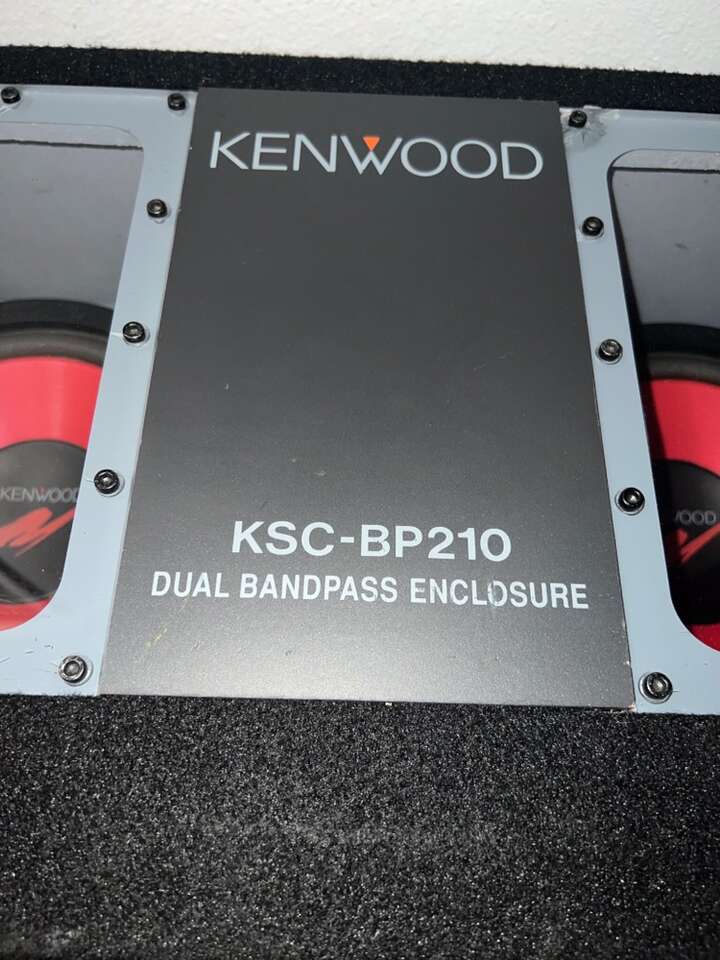 KENWOOD
KSC-BP210
DUAL BANDPASS ENCLOSURE
KENWOOD
WOOD